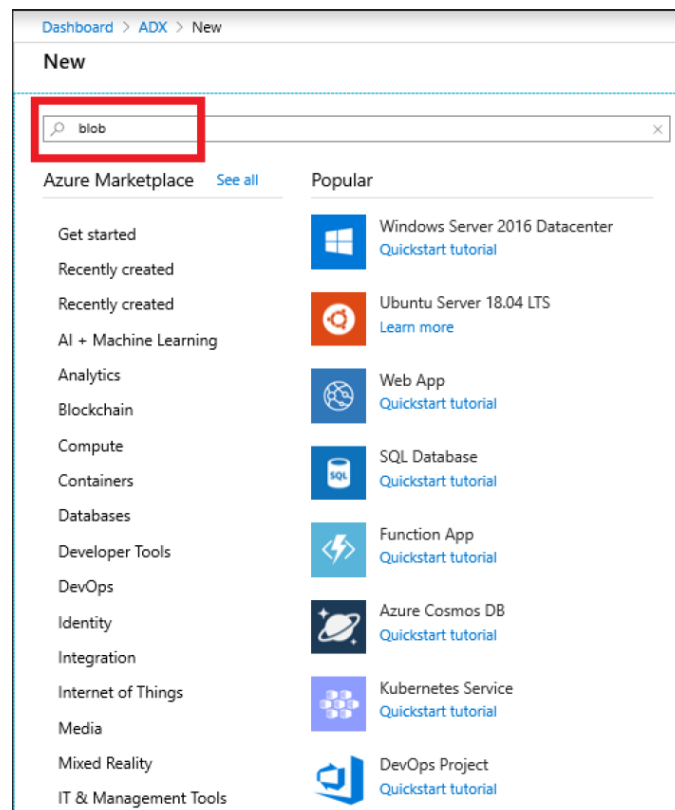 Dashboard > ADX > New
New
blob
Azure Marketplace See all
Get started
Recently created
Recently created
AI + Machine Learning
Analytics
Blockchain
Compute
Containers
Databases
Developer Tools
DevOps
Identity
Integration
Internet of Things
Media
Mixed Reality
IT & Management Tools
Popular
Windows Server 2016 Datacenter
Quickstart tutorial
Ubuntu Server 18.04 LTS
Learn more
Web App
Quickstart tutorial
SQL Database
SQL
Quickstart tutorial
Function App
Quickstart tutorial
Azure Cosmos DB
Quickstart tutorial
Kubernetes Service
Quickstart tutorial
DevOps Project
Quickstart tutorial